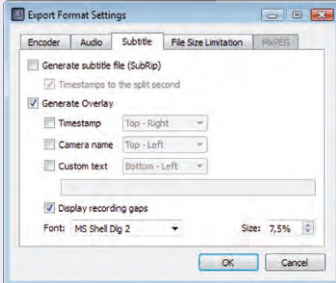 Export Format Settings
Encoder Audio Subtitle File Size Limitation MxPEG
Generate subtitle file (SubRip)
Timestamps to the split second
Generate Overlay
Timestamp Top - Right
Camera name Top - Left
Custom text Bottom - Left
Display recording gaps
Font: MS Shell Dlg 2 Size: 7,5%
OK Cancel